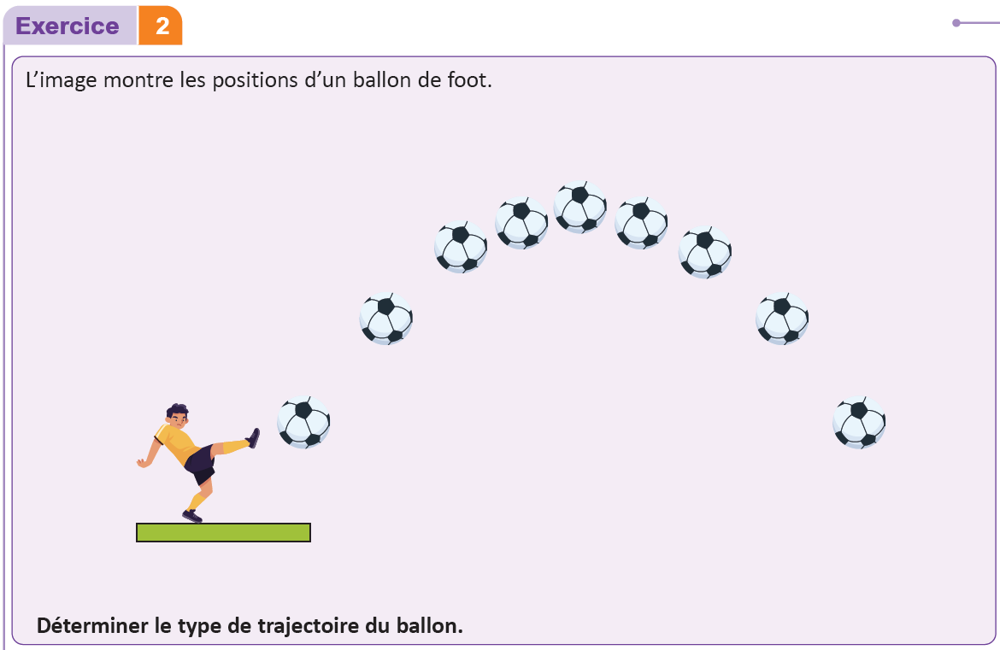 Exercice 2
L’image montre les positions d’un ballon de foot.
Déterminer le type de trajectoire du ballon.